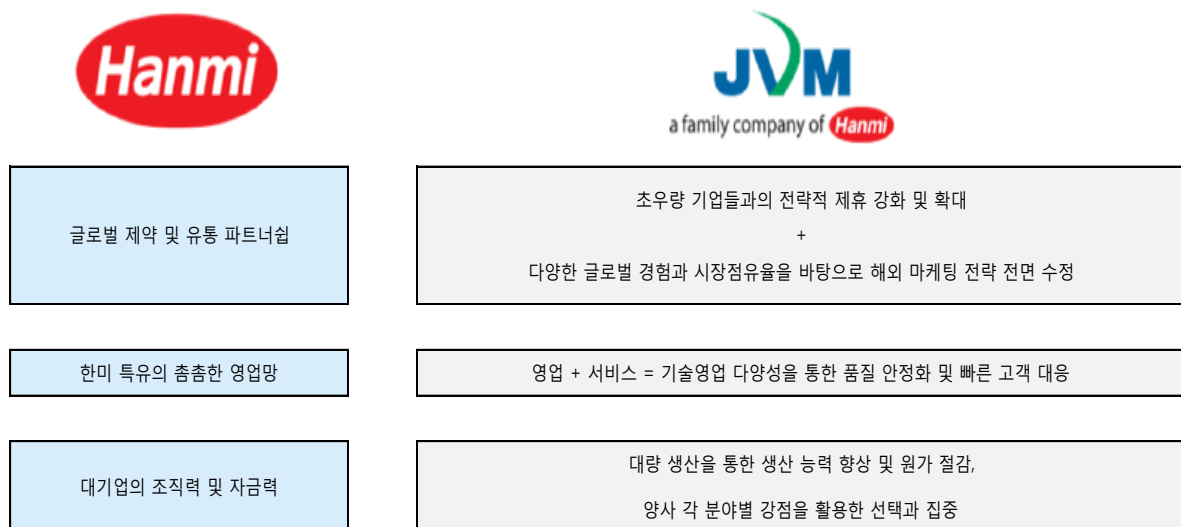 Hanmi
JVM
a family company of Hanmi
글로벌 제약 및 유통 파트너쉽
초우량 기업들과의 전략적 제휴 강화 및 확대
+
다양한 글로벌 경험과 시장점유율을 바탕으로 해외 마케팅 전략 전면 수정
한미 특유의 촘촘한 영업망
영업 + 서비스 = 기술영업 다양성을 통한 품질 안정화 및 빠른 고객 대응
대기업의 조직력 및 자금력
대량 생산을 통한 생산 능력 향상 및 원가 절감,
양사 각 분야별 강점을 활용한 선택과 집중